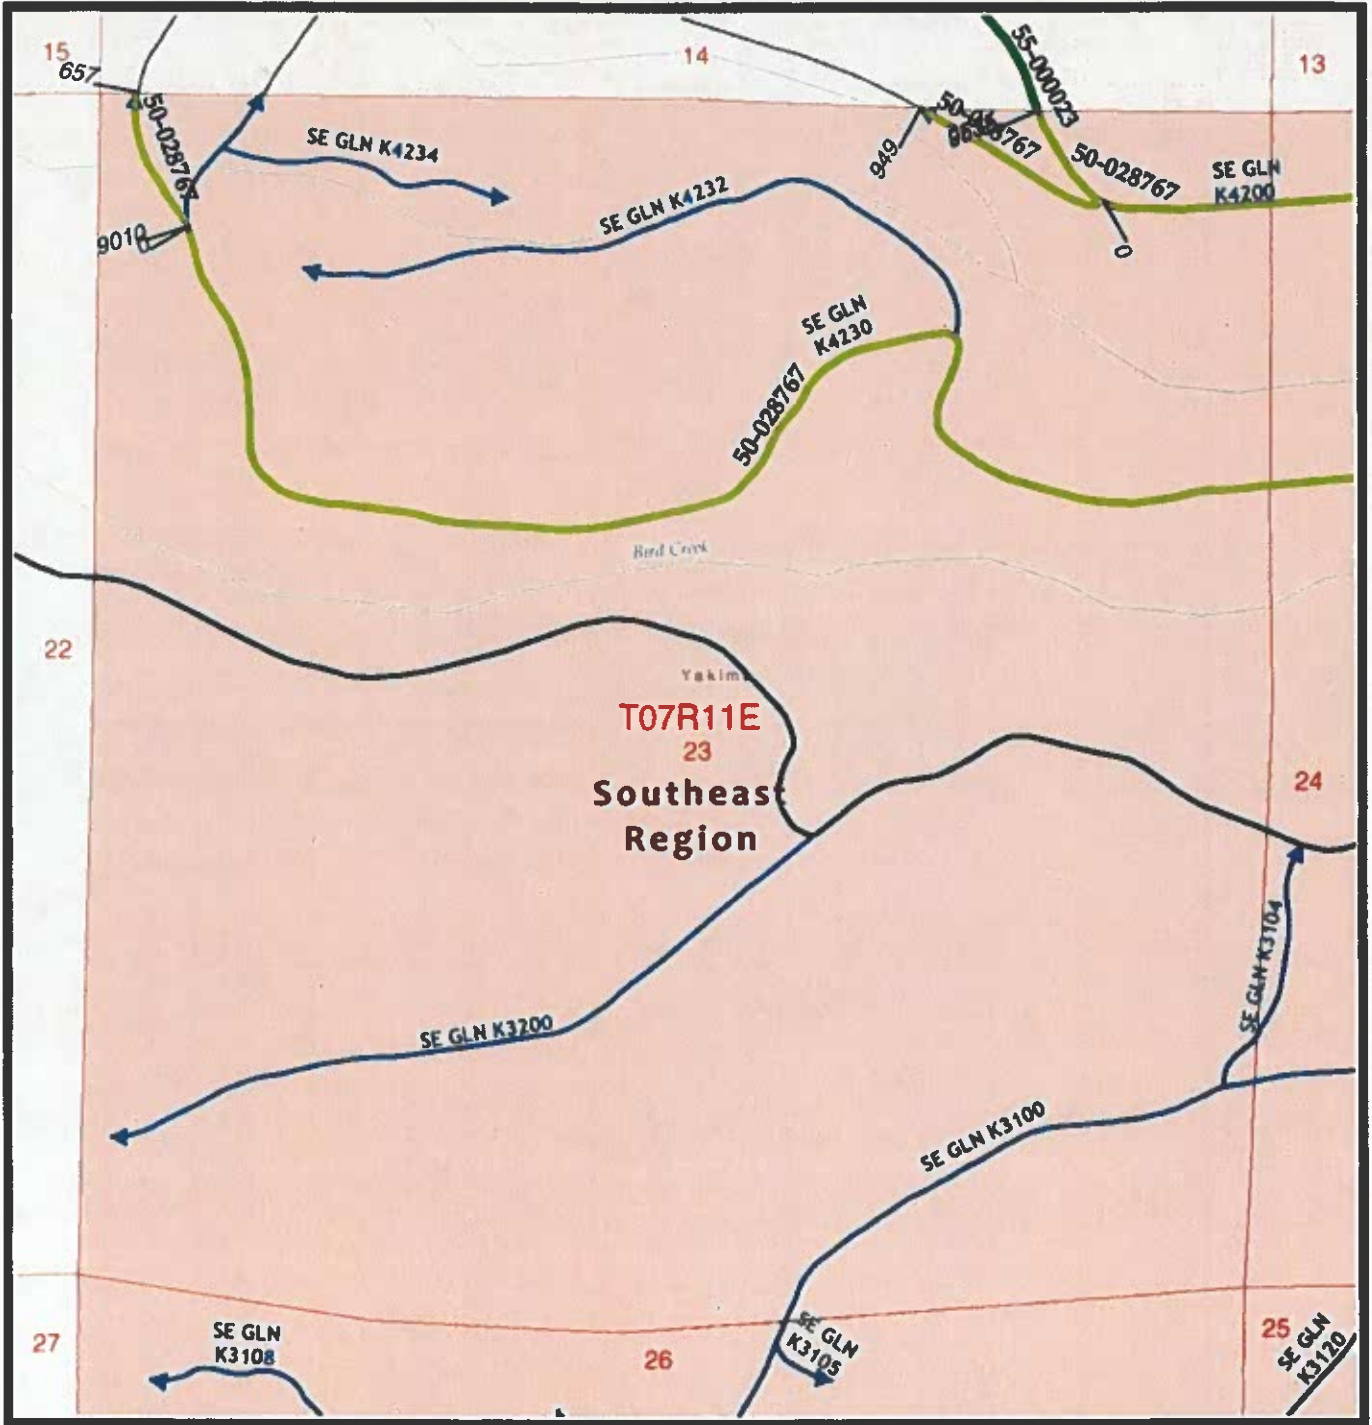 15
14
13
657
55-000023
50-028767
SE GLN K4234
949
50-028767
SE GLN
K4200
SE GLN K4232
9010
0
SE GLN
K4230
50-028767
Bird Creek
22
T07R11E
23
Southeast
Region
24
SE GLN K3104
SE GLN K3200
SE GLN K3100
27
SE GLN
K3108
26
SE GLN
K3105
25
SE GLN
K3120